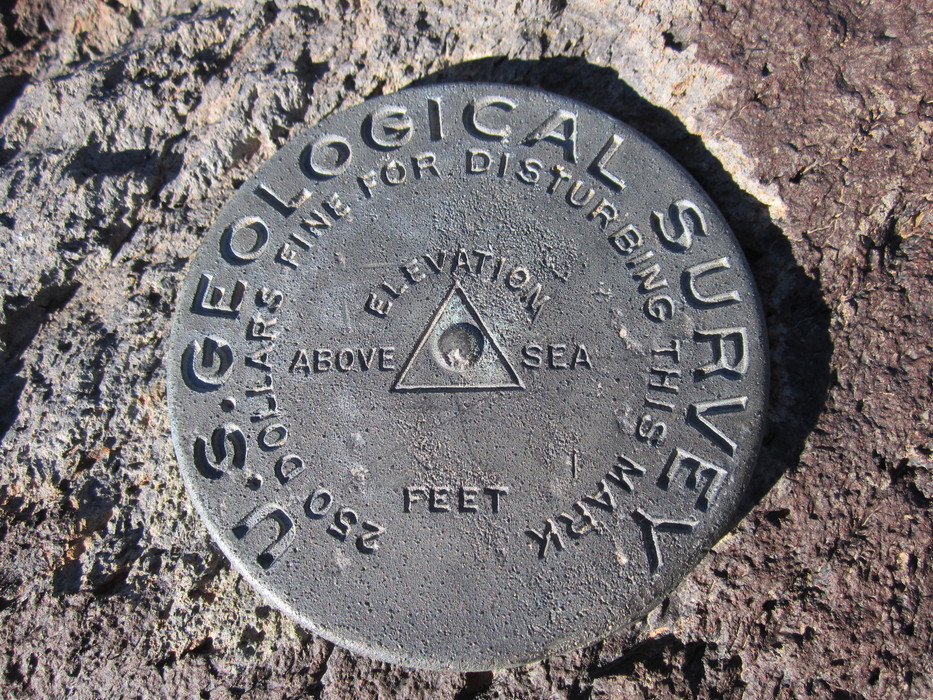 U.S. GEOLOGICAL SURVEY
250 DOLLARS FINE FOR DISTURBING THIS MARK
ELEVATION
ABOVE SEA
FEET